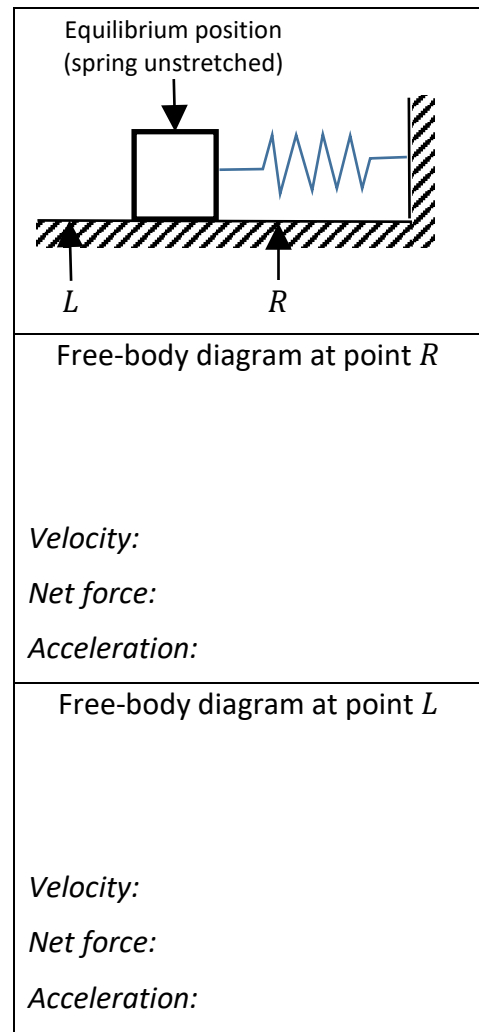 Equilibrium position
(spring unstretched)
L
R
Free-body diagram at point R
Velocity:
Net force:
Acceleration:
Free-body diagram at point L
Velocity:
Net force:
Acceleration: